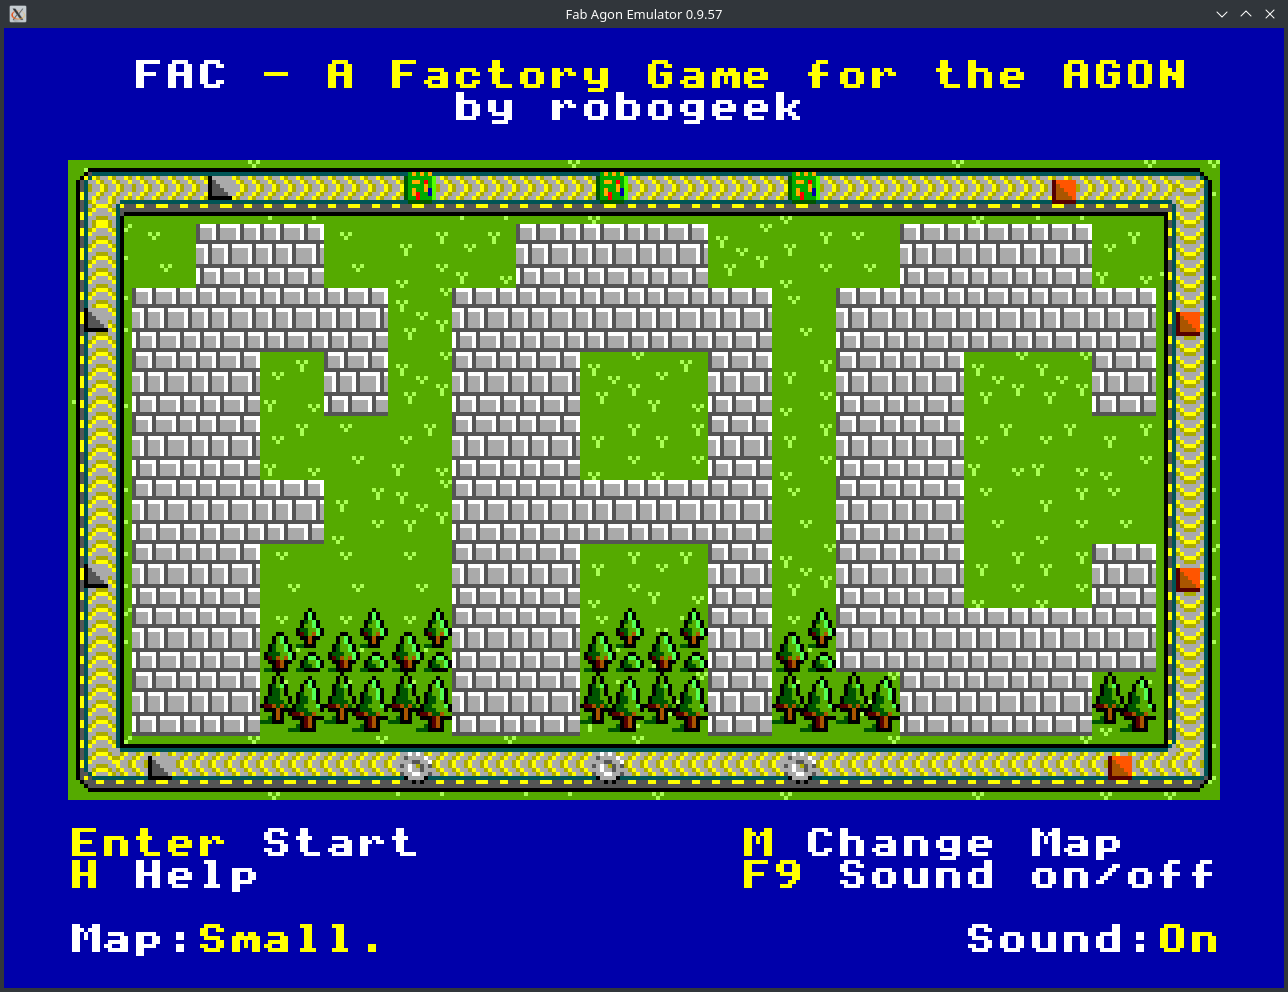 Fab Agon Emulator 0.9.57
FAC - A Factory Game for the AGON
by robogeek
FAC
Enter Start
M Change Map
H Help
F9 Sound on/off
Map:Small.
Sound:On